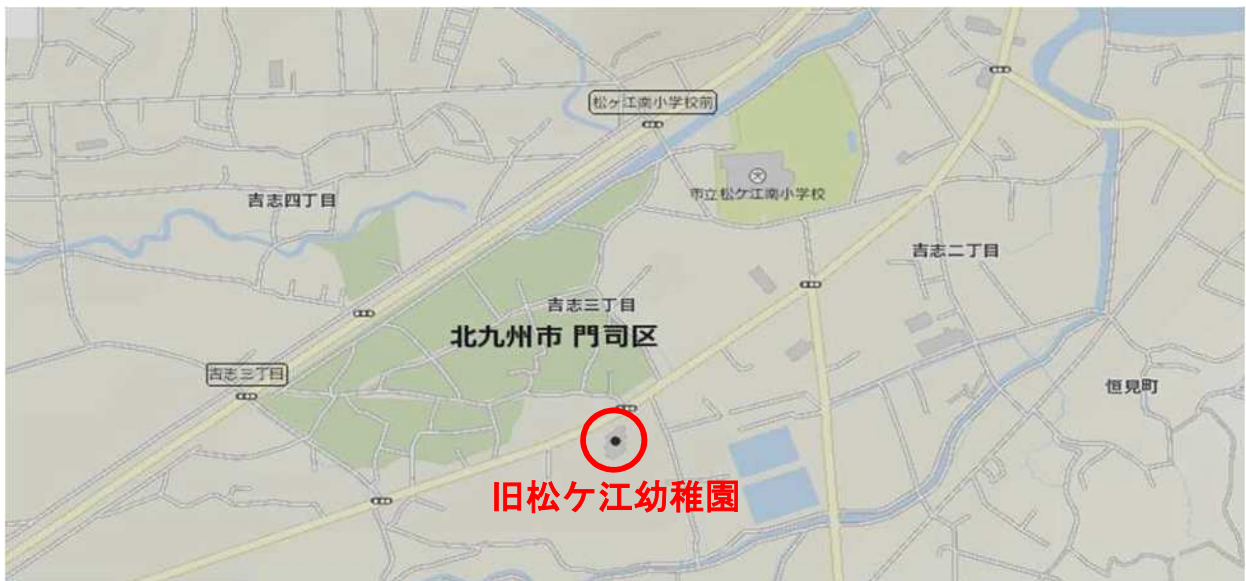 松ヶ江南小学校前
市立松ケ江南小学校
吉志四丁目
吉志二丁目
吉志三丁目
北九州市 門司区
吉志三丁目
恒見町
旧松ケ江幼稚園